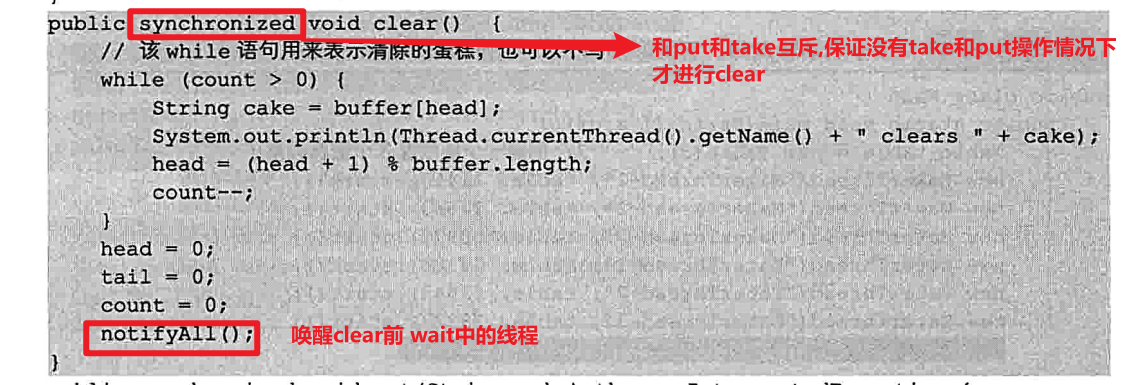 public synchronized void clear() {
// 该 while 语句用来表示清除的蛋糕，也可以不写
和put和take互斥,保证没有take和put操作情况下
才进行clear
while (count > 0) {
String cake = buffer[head];
System.out.println(Thread.currentThread().getName() + " clears " + cake);
head = (head + 1) % buffer.length;
count--;
}
head = 0;
tail = 0;
count = 0;
notifyAll();
唤醒clear前 wait中的线程
}